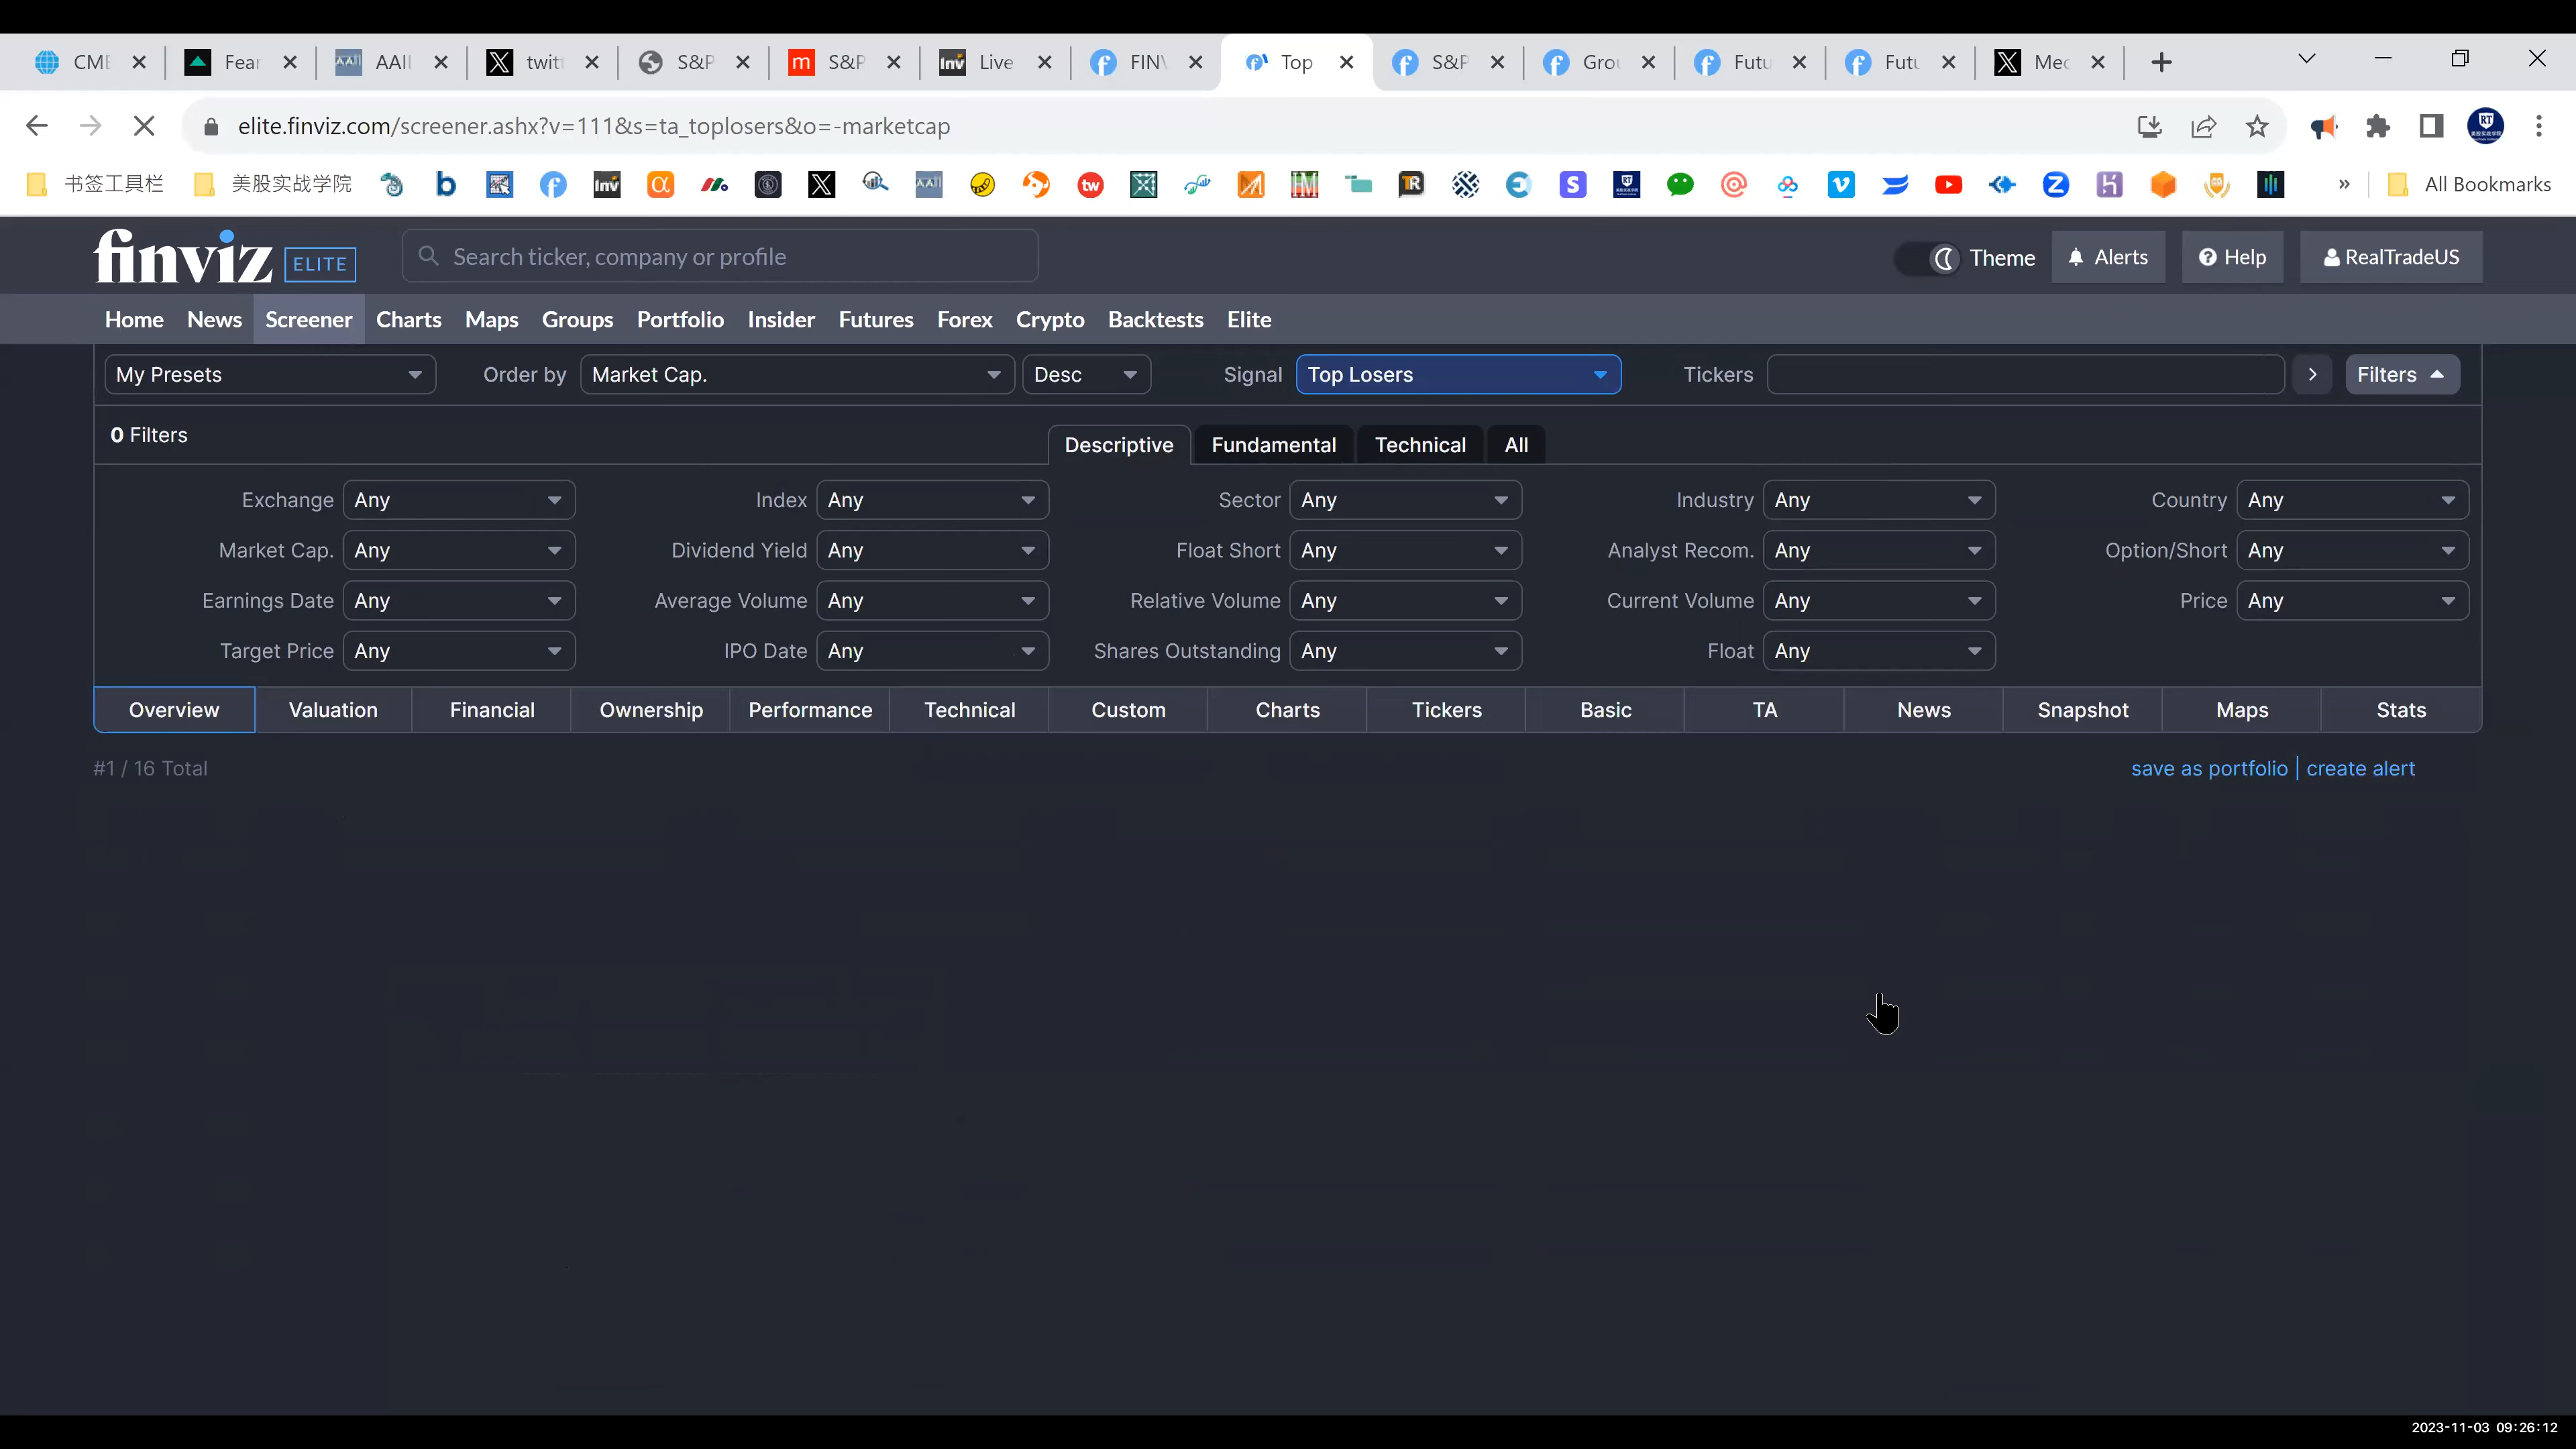 CME
Fear
AAII
twitt
S&P
S&P
Live
FINV
Top
S&P
Grou
Futu
Futu
Mec
elite.finviz.com/screener.ashx?v=111&s=ta_toplosers&o=-marketcap
书签工具栏 美股实战学院 All Bookmarks
finviz ELITE Search ticker, company or profile Theme Alerts Help RealTradeUS
Home News Screener Charts Maps Groups Portfolio Insider Futures Forex Crypto Backtests Elite
My Presets Order by Market Cap. Desc Signal Top Losers Tickers Filters
0 Filters Descriptive Fundamental Technical All
Exchange Any Index Any Sector Any Industry Any Country Any
Market Cap. Any Dividend Yield Any Float Short Any Analyst Recom. Any Option/Short Any
Earnings Date Any Average Volume Any Relative Volume Any Current Volume Any Price Any
Target Price Any IPO Date Any Shares Outstanding Any Float Any
Overview Valuation Financial Ownership Performance Technical Custom Charts Tickers Basic TA News Snapshot Maps Stats
#1 / 16 Total save as portfolio | create alert
2023-11-03 09:26:12